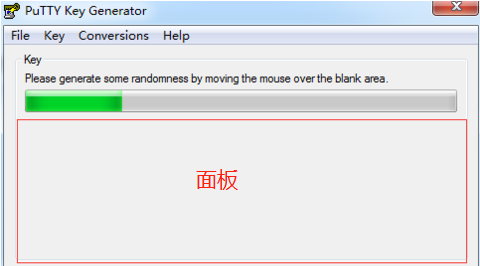 PuTTY Key Generator
File Key Conversions Help
Key
Please generate some randomness by moving the mouse over the blank area.
面板